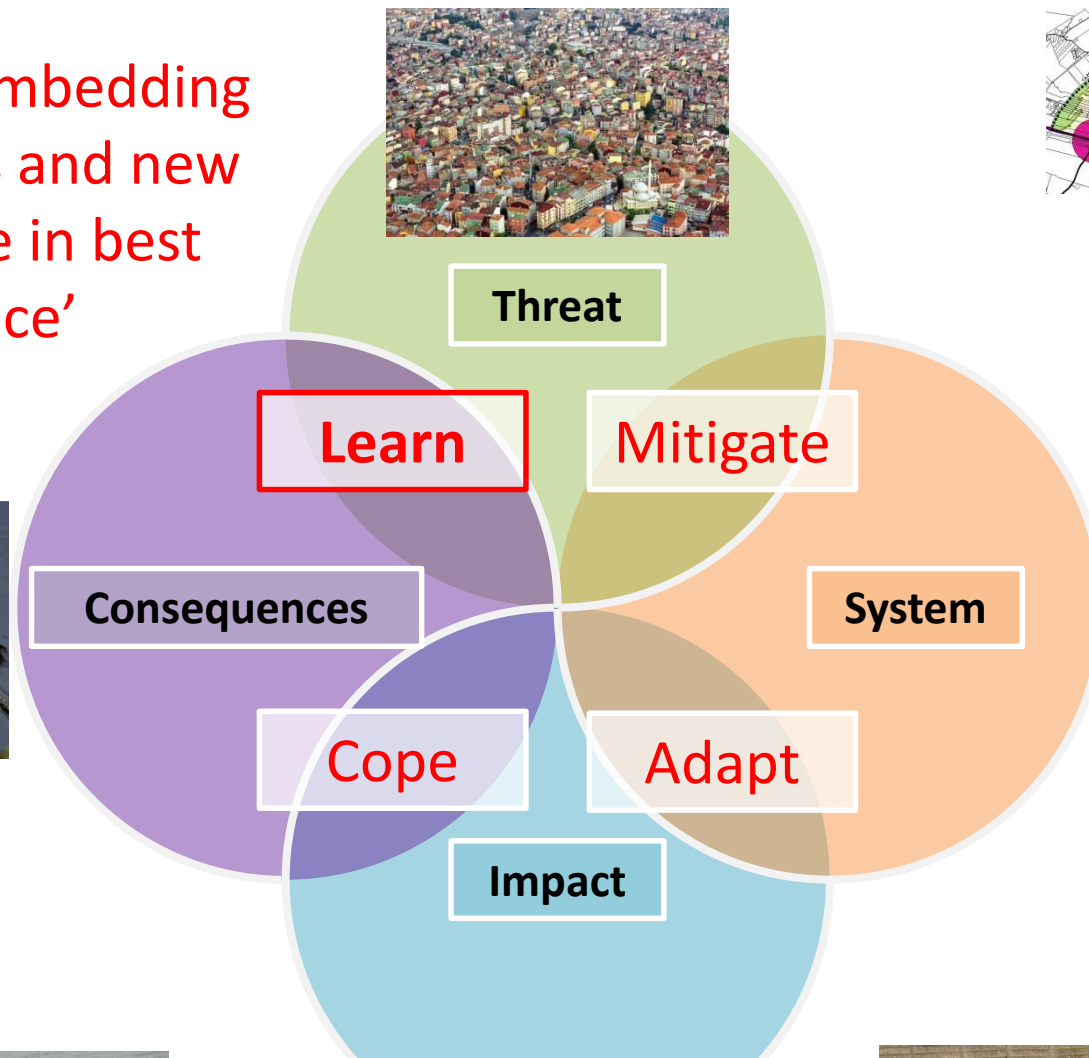 mbedding
and new
in best
ce’
Threat
Learn
Mitigate
Consequences
System
Cope
Adapt
Impact